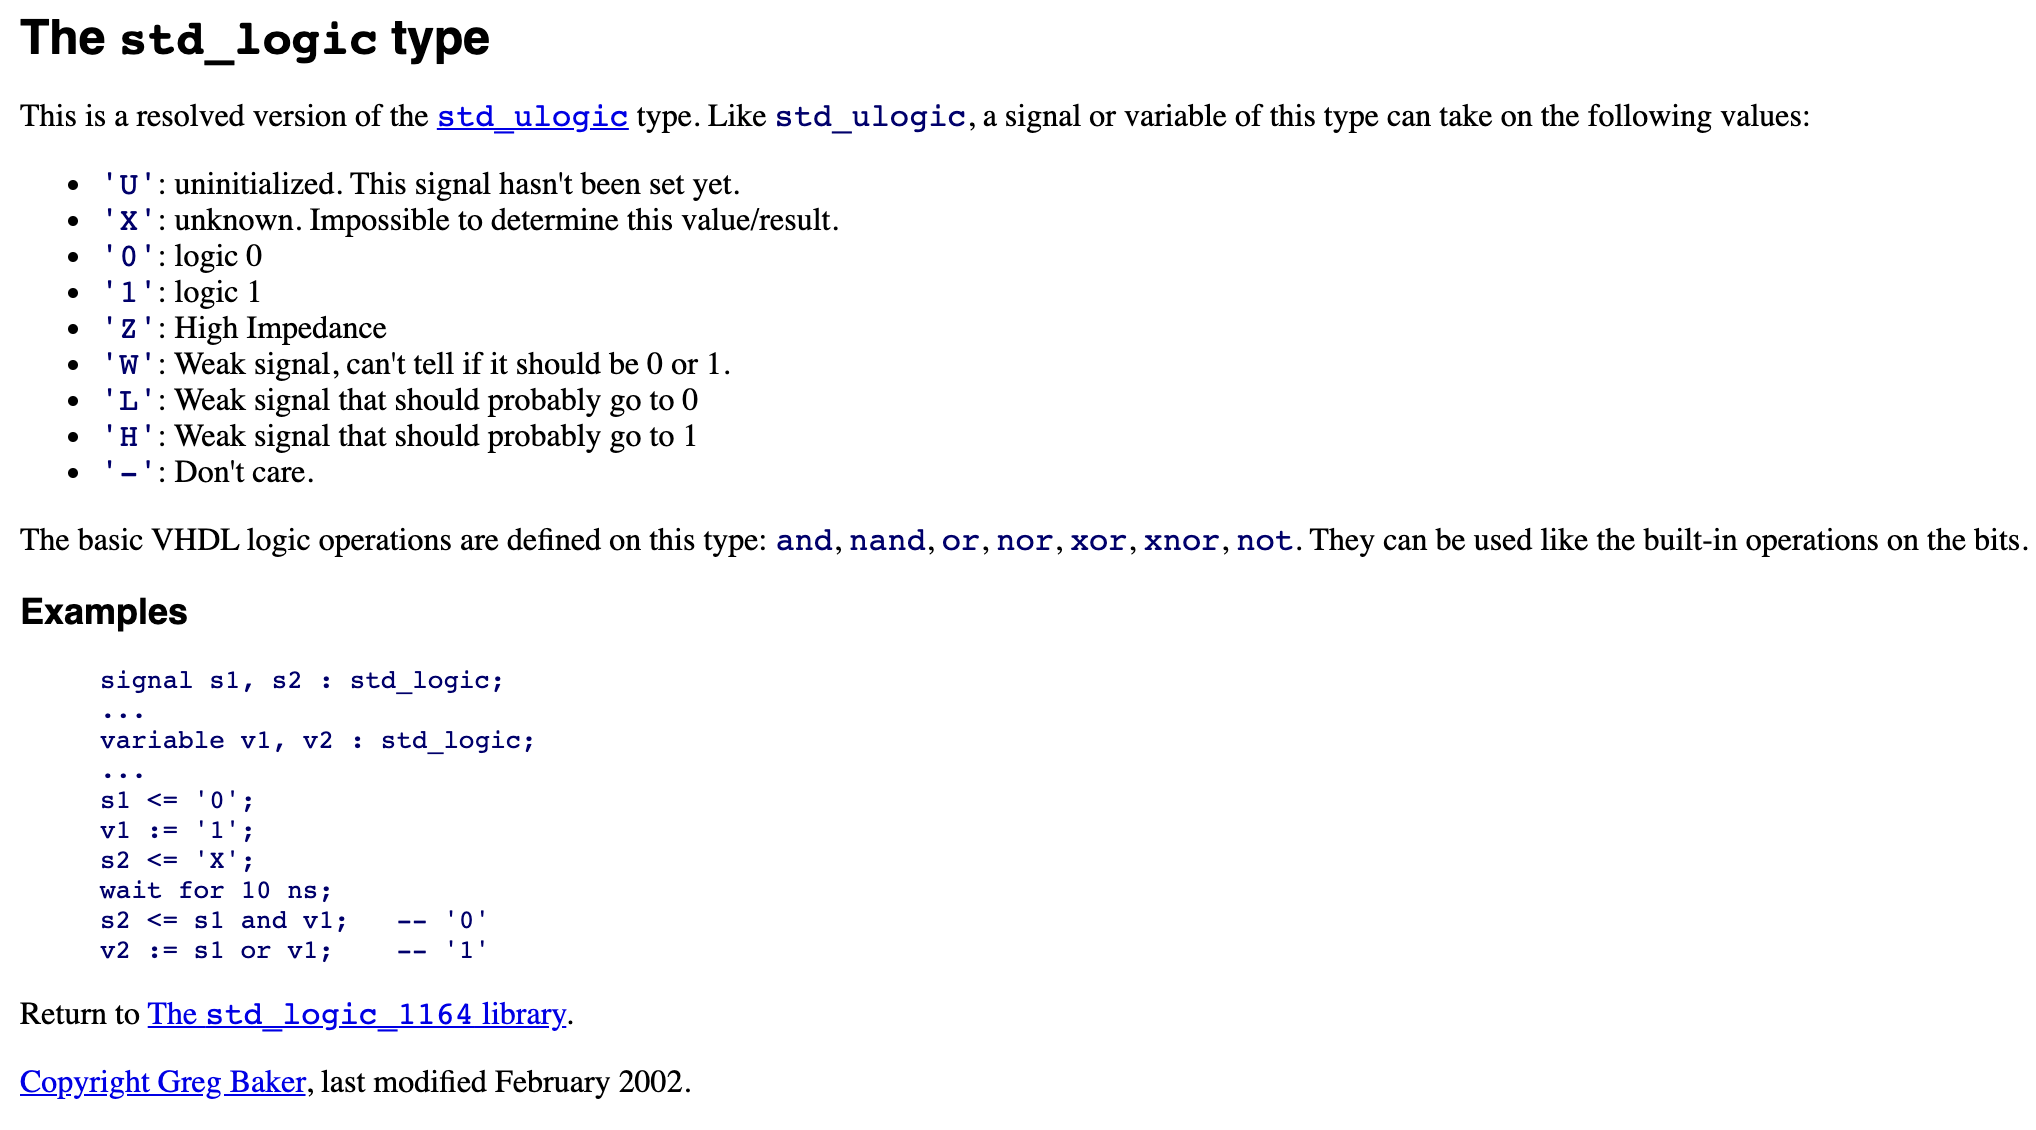 The std_logic type
This is a resolved version of the std_ulogic type. Like std_ulogic, a signal or variable of this type can take on the following values:
• 'U': uninitialized. This signal hasn't been set yet.
• 'X': unknown. Impossible to determine this value/result.
• '0': logic 0
• '1': logic 1
• 'Z': High Impedance
• 'W': Weak signal, can't tell if it should be 0 or 1.
• 'L': Weak signal that should probably go to 0
• 'H': Weak signal that should probably go to 1
• '-': Don't care.
The basic VHDL logic operations are defined on this type: and, nand, or, nor, xor, xnor, not. They can be used like the built-in operations on the bits.
Examples
signal s1, s2 : std_logic;
...
variable v1, v2 : std_logic;
...
s1 <= '0';
v1 := '1';
s2 <= 'X';
wait for 10 ns;
s2 <= s1 and v1;   -- '0'
v2 := s1 or v1;    -- '1'
Return to The std_logic_1164 library.
Copyright Greg Baker, last modified February 2002.